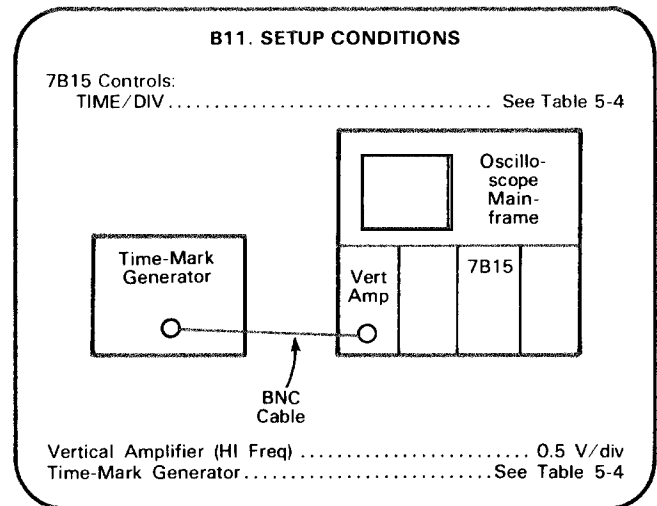 B11. SETUP CONDITIONS
7B15 Controls:
TIME/DIV.................................... See Table 5-4
Oscillo-
scope
Main-
frame
Time-Mark
Generator
Vert
Amp
7B15
BNC
Cable
Vertical Amplifier (HI Freq) ......................... 0.5 V/div
Time-Mark Generator...........................See Table 5-4